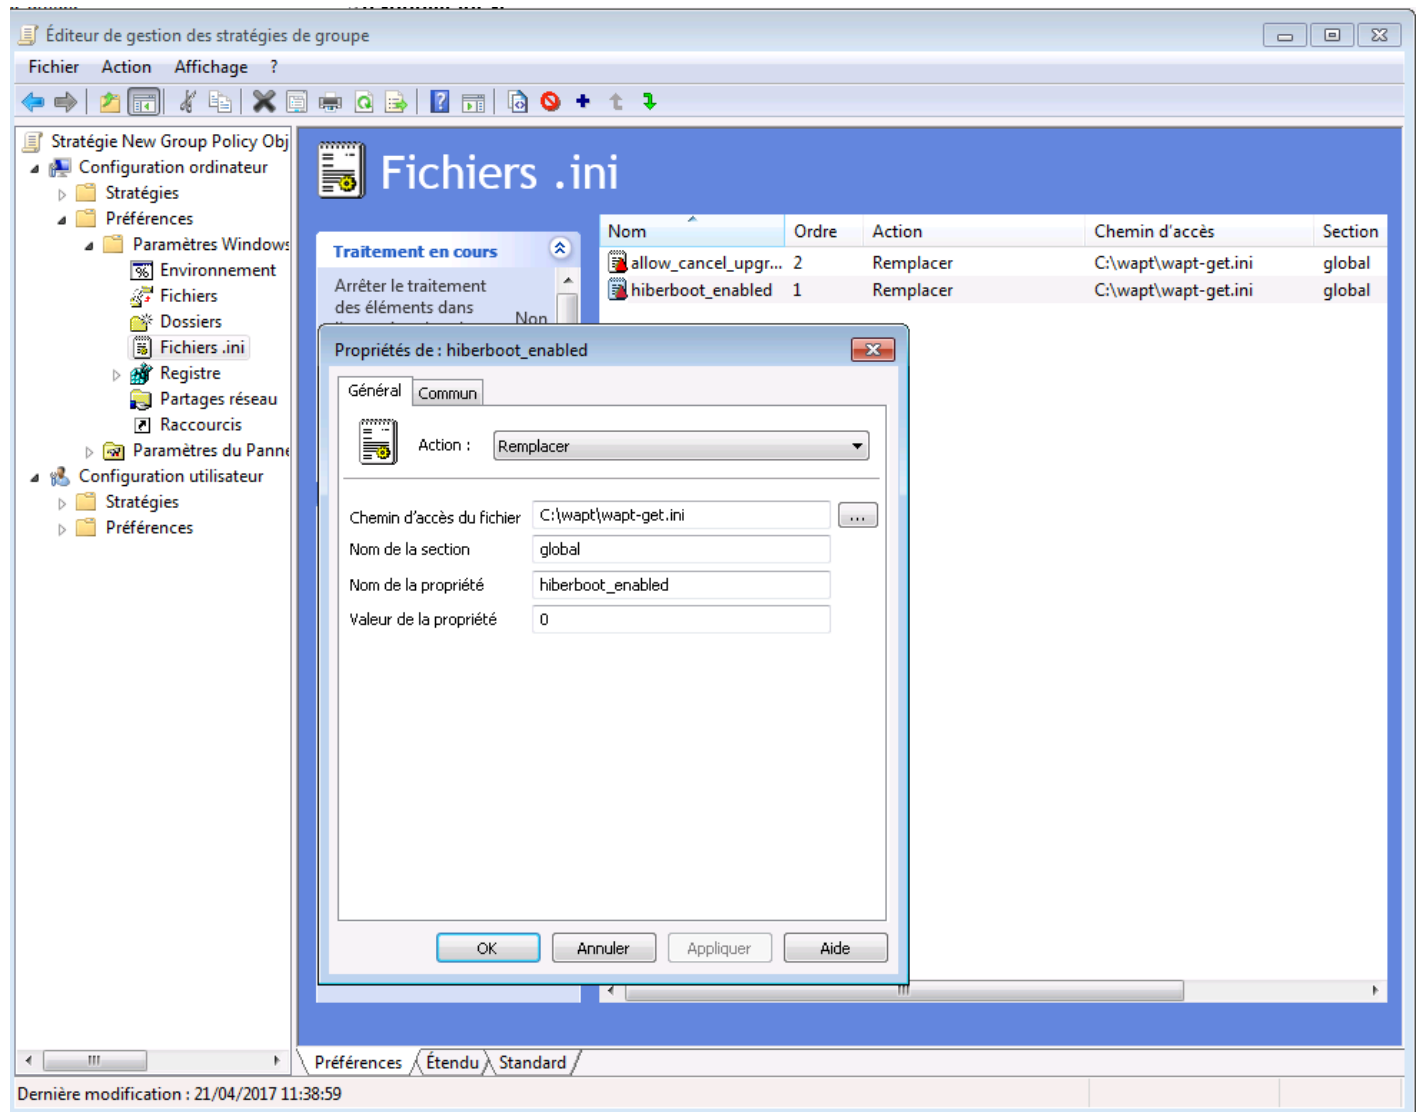 Éditeur de gestion des stratégies de groupe
Fichier Action Affichage ?
Stratégie New Group Policy Obj
Configuration ordinateur
Stratégies
Préférences
Paramètres Windows
Environnement
Fichiers
Dossiers
Fichiers .ini
Registre
Partages réseau
Raccourcis
Paramètres du Panne
Configuration utilisateur
Stratégies
Préférences
Fichiers .ini
Traitement en cours
Arrêter le traitement
des éléments dans
Non
Nom Ordre Action Chemin d'accès Section
allow_cancel_upgr... 2 Remplacer C:\wapt\wapt-get.ini global
hiberboot_enabled 1 Remplacer C:\wapt\wapt-get.ini global
Propriétés de : hiberboot_enabled
Général Commun
Action : Remplacer
Chemin d'accès du fichier C:\wapt\wapt-get.ini ...
Nom de la section global
Nom de la propriété hiberboot_enabled
Valeur de la propriété 0
OK Annuler Appliquer Aide
Préférences Étendu Standard
Dernière modification : 21/04/2017 11:38:59